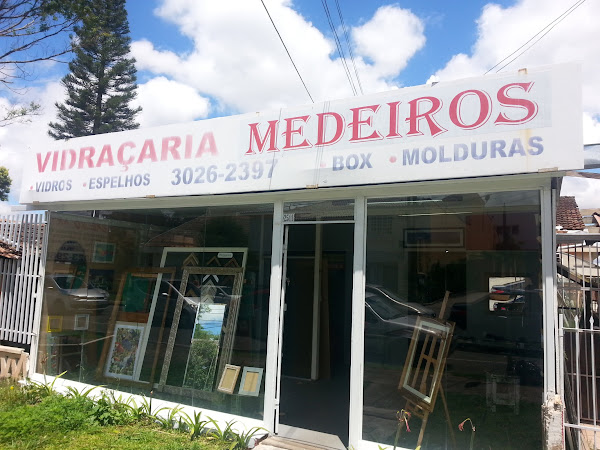 VIDRAÇARIA MEDEIROS
• VIDROS • ESPELHOS 3026-2397 • BOX • MOLDURAS